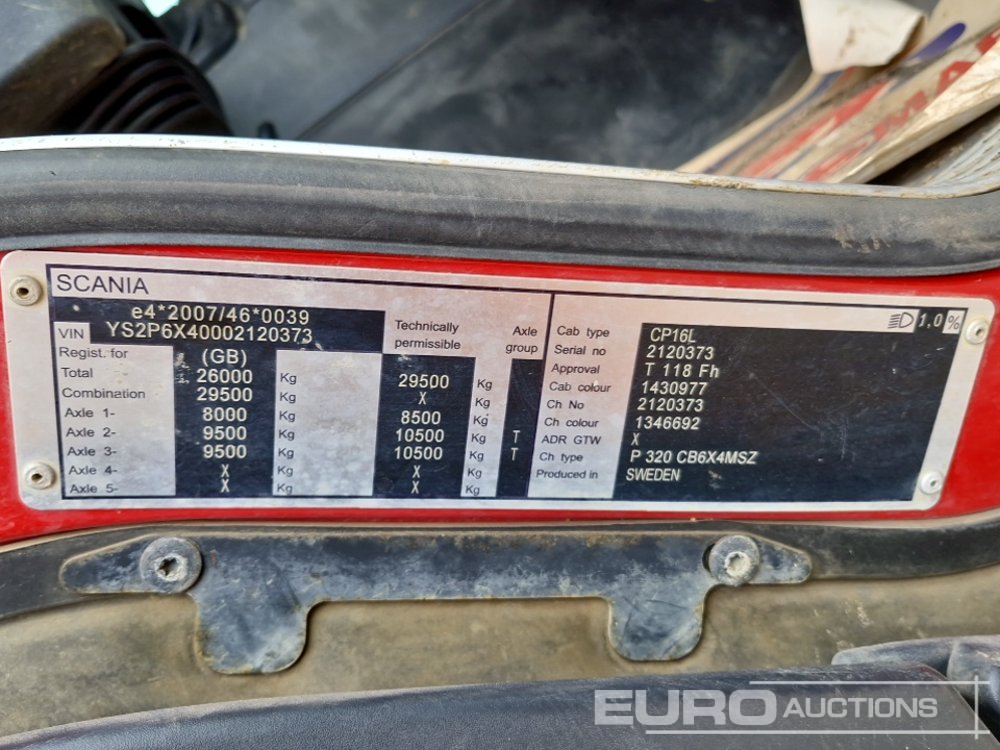 SCANIA
e4*2007/46*0039
VIN YS2P6X40002120373
Technically permissible
Axle group
Regist. for (GB)
Total 26000 Kg 29500 Kg
Combination 29500 Kg X Kg
Axle 1- 8000 Kg 8500 Kg
Axle 2- 9500 Kg 10500 Kg T
Axle 3- 9500 Kg 10500 Kg T
Axle 4- X Kg X Kg
Axle 5- X Kg X Kg
Cab type CP16L
1,0%
Serial no 2120373
Approval T 118 Fh
Cab colour 1430977
Ch No 2120373
Ch colour 1346692
ADR GTW X
Ch type P 320 CB6X4MSZ
Produced in SWEDEN
EURO AUCTIONS